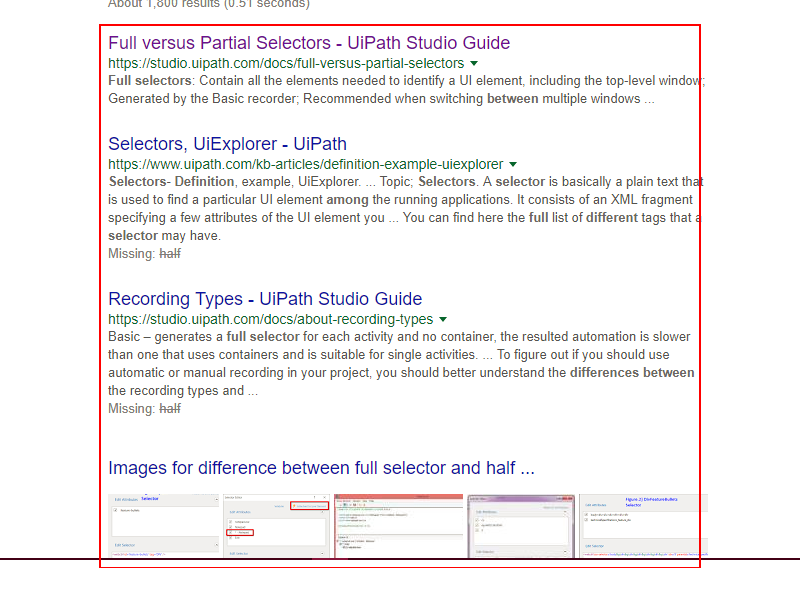 About 1,800 results (0.51 seconds)
Full versus Partial Selectors - UiPath Studio Guide
https://studio.uipath.com/docs/full-versus-partial-selectors
Full selectors: Contain all the elements needed to identify a UI element, including the top-level window;
Generated by the Basic recorder; Recommended when switching between multiple windows ...
Selectors, UiExplorer - UiPath
https://www.uipath.com/kb-articles/definition-example-uiexplorer
Selectors- Definition, example, UiExplorer. ... Topic; Selectors. A selector is basically a plain text that
is used to find a particular UI element among the running applications. It consists of an XML fragment
specifying a few attributes of the UI element you ... You can find here the full list of different tags that a
selector may have.
Missing: half
Recording Types - UiPath Studio Guide
https://studio.uipath.com/docs/about-recording-types
Basic – generates a full selector for each activity and no container, the resulted automation is slower
than one that uses containers and is suitable for single activities. ... To figure out if you should use
automatic or manual recording in your project, you should better understand the differences between
the recording types and ...
Missing: half
Images for difference between full selector and half ...
Selector
Figure 2) DivFeatureBullets
Selector